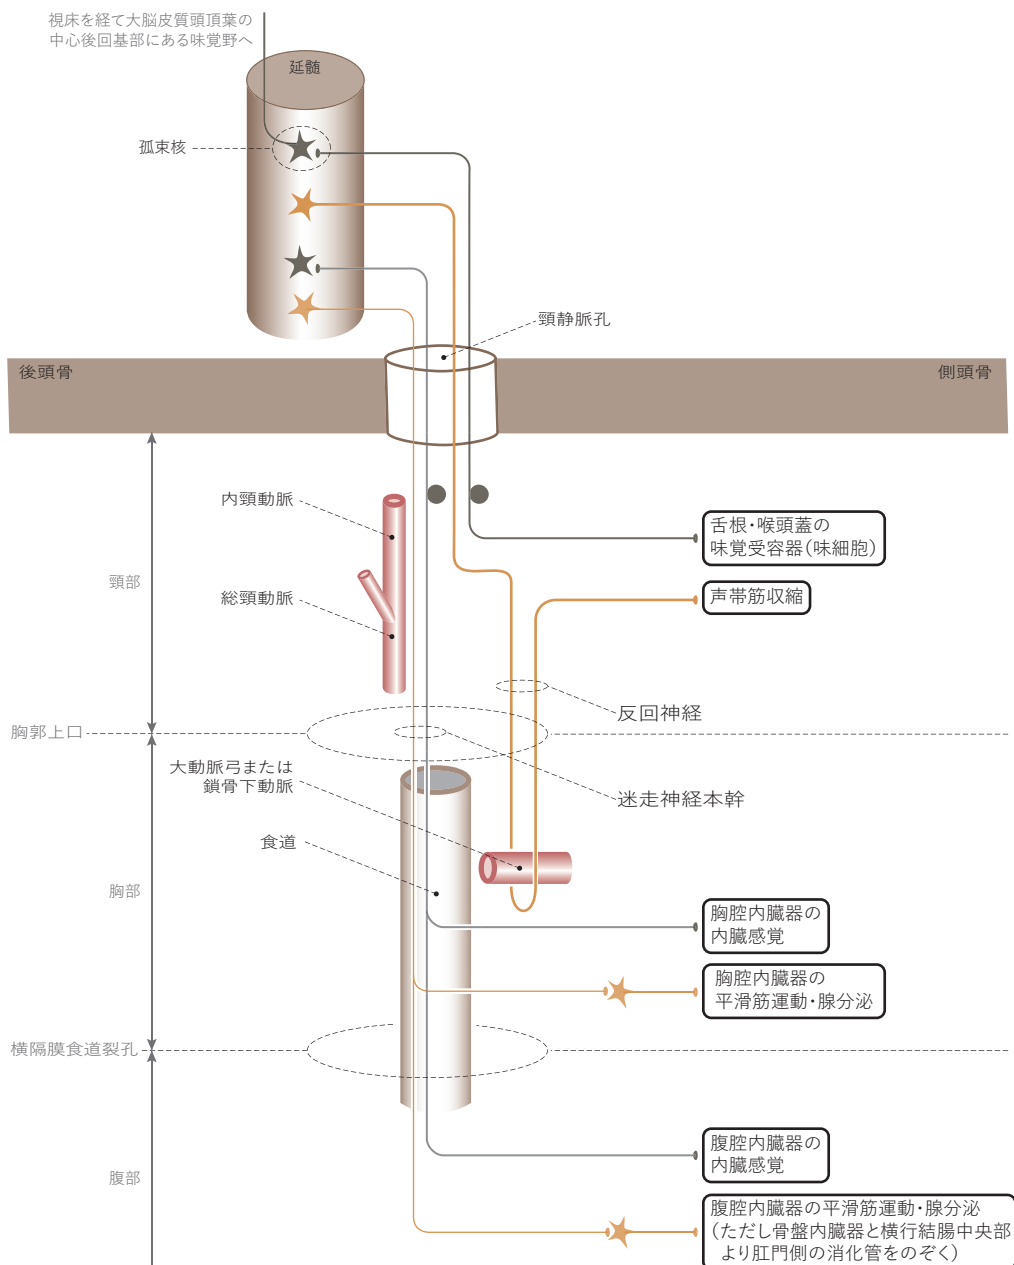 視床を経て大脳皮質頭頂葉の
中心後回基部にある味覚野へ
延髄
孤束核
頸静脈孔
後頭骨
側頭骨
内頸動脈
舌根・喉頭蓋の
味覚受容器（味細胞）
頸部
総頸動脈
声帯筋収縮
反回神経
胸郭上口
大動脈弓または
鎖骨下動脈
迷走神経本幹
食道
胸部
胸腔内臓器の
内臓感覚
胸腔内臓器の
平滑筋運動・腺分泌
横隔膜食道裂孔
腹腔内臓器の
内臓感覚
腹部
腹腔内臓器の平滑筋運動・腺分泌
（ただし骨盤内臓器と横行結腸中央部
より肛門側の消化管をのぞく）